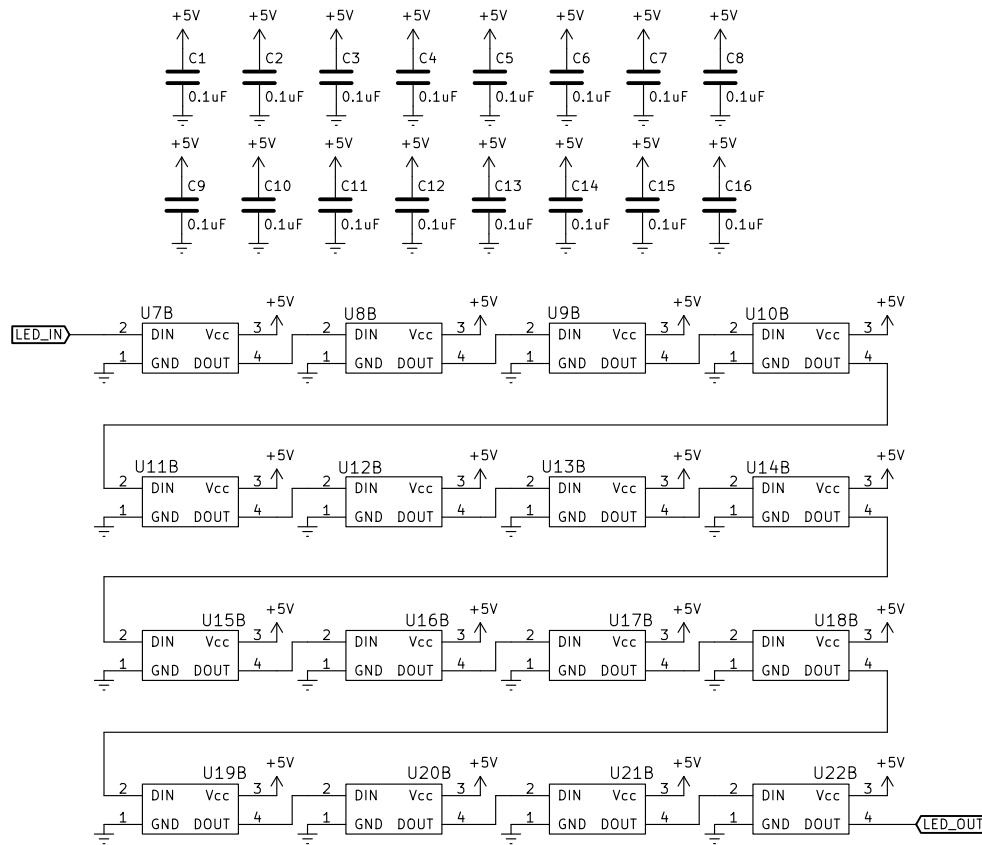 +5V +5V +5V +5V +5V +5V +5V +5V
C1 C2 C3 C4 C5 C6 C7 C8
0.1uF 0.1uF 0.1uF 0.1uF 0.1uF 0.1uF 0.1uF 0.1uF
+5V +5V +5V +5V +5V +5V +5V +5V
C9 C10 C11 C12 C13 C14 C15 C16
0.1uF 0.1uF 0.1uF 0.1uF 0.1uF 0.1uF 0.1uF 0.1uF
U7B +5V U8B +5V U9B +5V U10B +5V
LED_IN 2 DIN Vcc 3 2 DIN Vcc 3 2 DIN Vcc 3 2 DIN Vcc 3
1 GND DOUT 4 1 GND DOUT 4 1 GND DOUT 4 1 GND DOUT 4
U11B +5V U12B +5V U13B +5V U14B +5V
2 DIN Vcc 3 2 DIN Vcc 3 2 DIN Vcc 3 2 DIN Vcc 3
1 GND DOUT 4 1 GND DOUT 4 1 GND DOUT 4 1 GND DOUT 4
U15B +5V U16B +5V U17B +5V U18B +5V
2 DIN Vcc 3 2 DIN Vcc 3 2 DIN Vcc 3 2 DIN Vcc 3
1 GND DOUT 4 1 GND DOUT 4 1 GND DOUT 4 1 GND DOUT 4
U19B +5V U20B +5V U21B +5V U22B +5V
2 DIN Vcc 3 2 DIN Vcc 3 2 DIN Vcc 3 2 DIN Vcc 3
1 GND DOUT 4 1 GND DOUT 4 1 GND DOUT 4 1 GND DOUT 4 LED_OUT